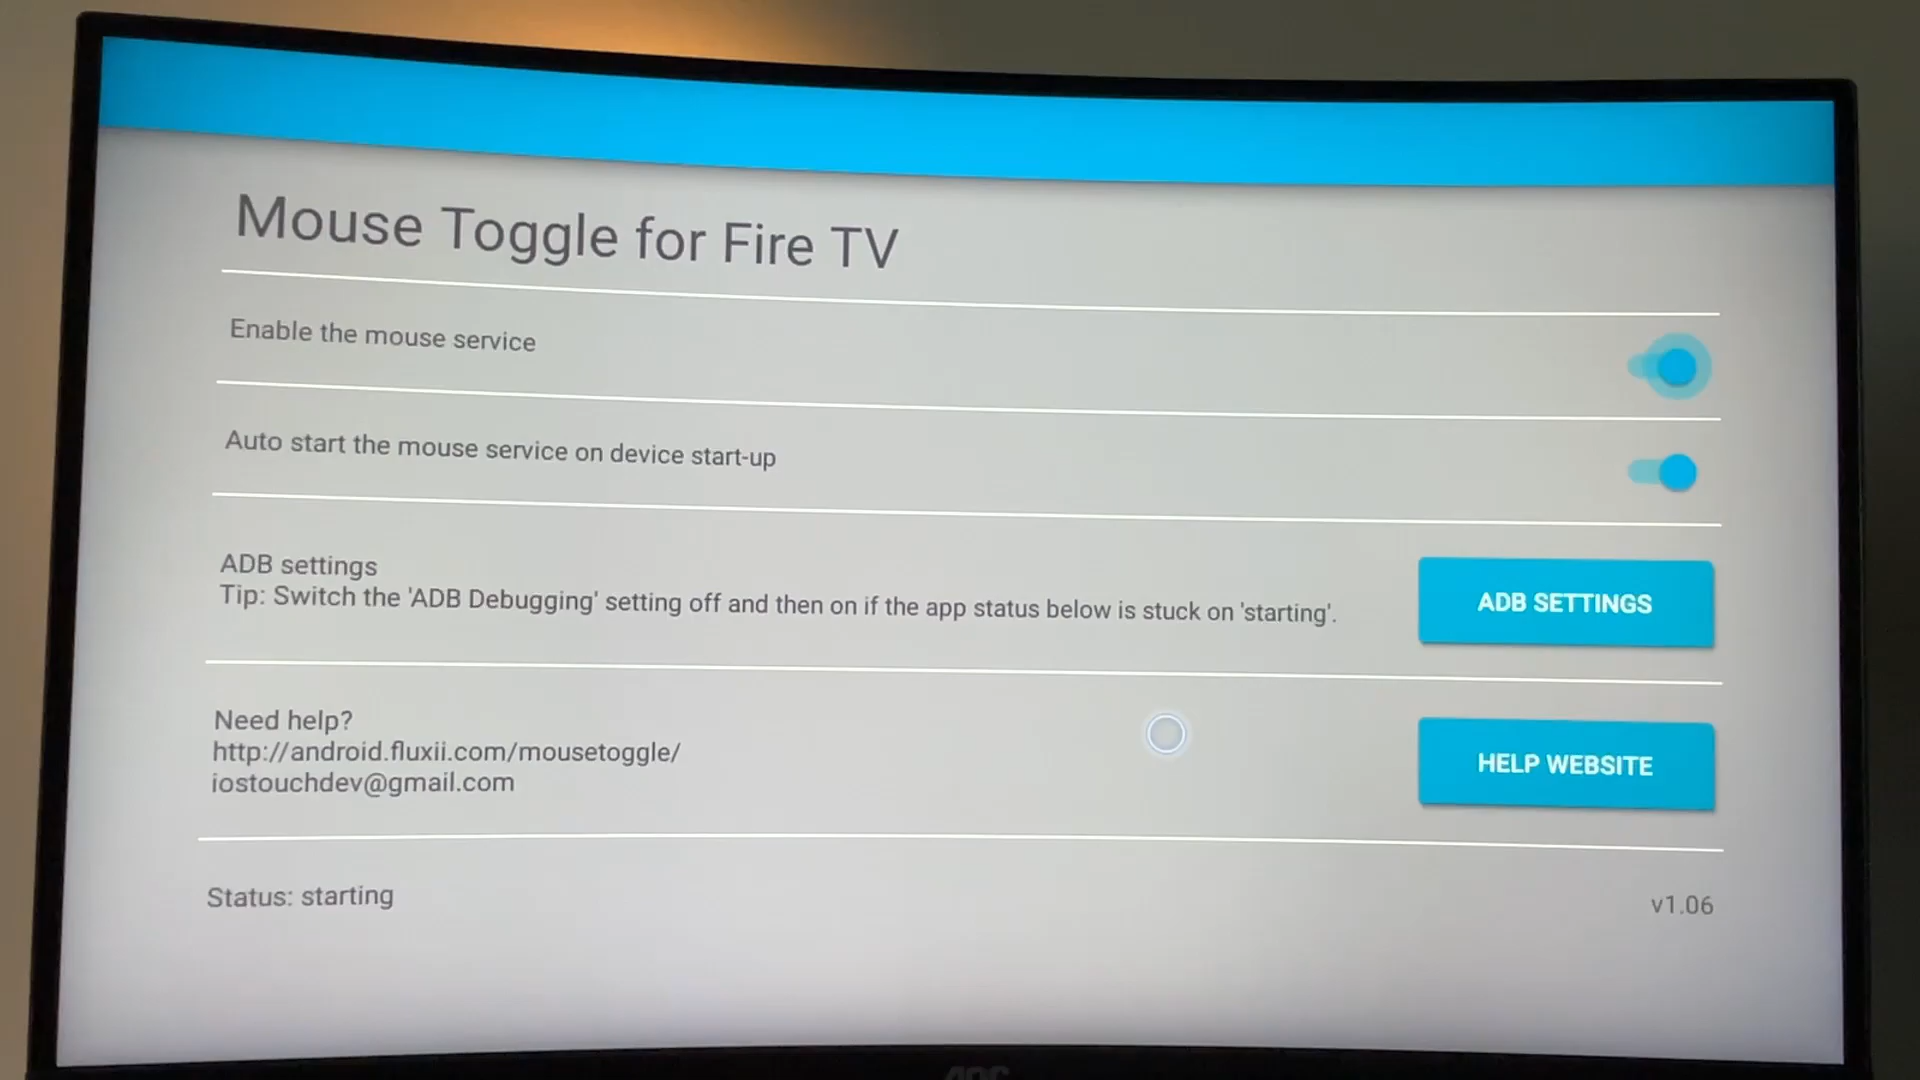 Mouse Toggle for Fire TV
Enable the mouse service
Auto start the mouse service on device start-up
ADB settings
Tip: Switch the 'ADB Debugging' setting off and then on if the app status below is stuck on 'starting'.
ADB SETTINGS
Need help?
http://android.fluxii.com/mousetoggle/
iostouchdev@gmail.com
HELP WEBSITE
Status: starting
v1.06
AOC